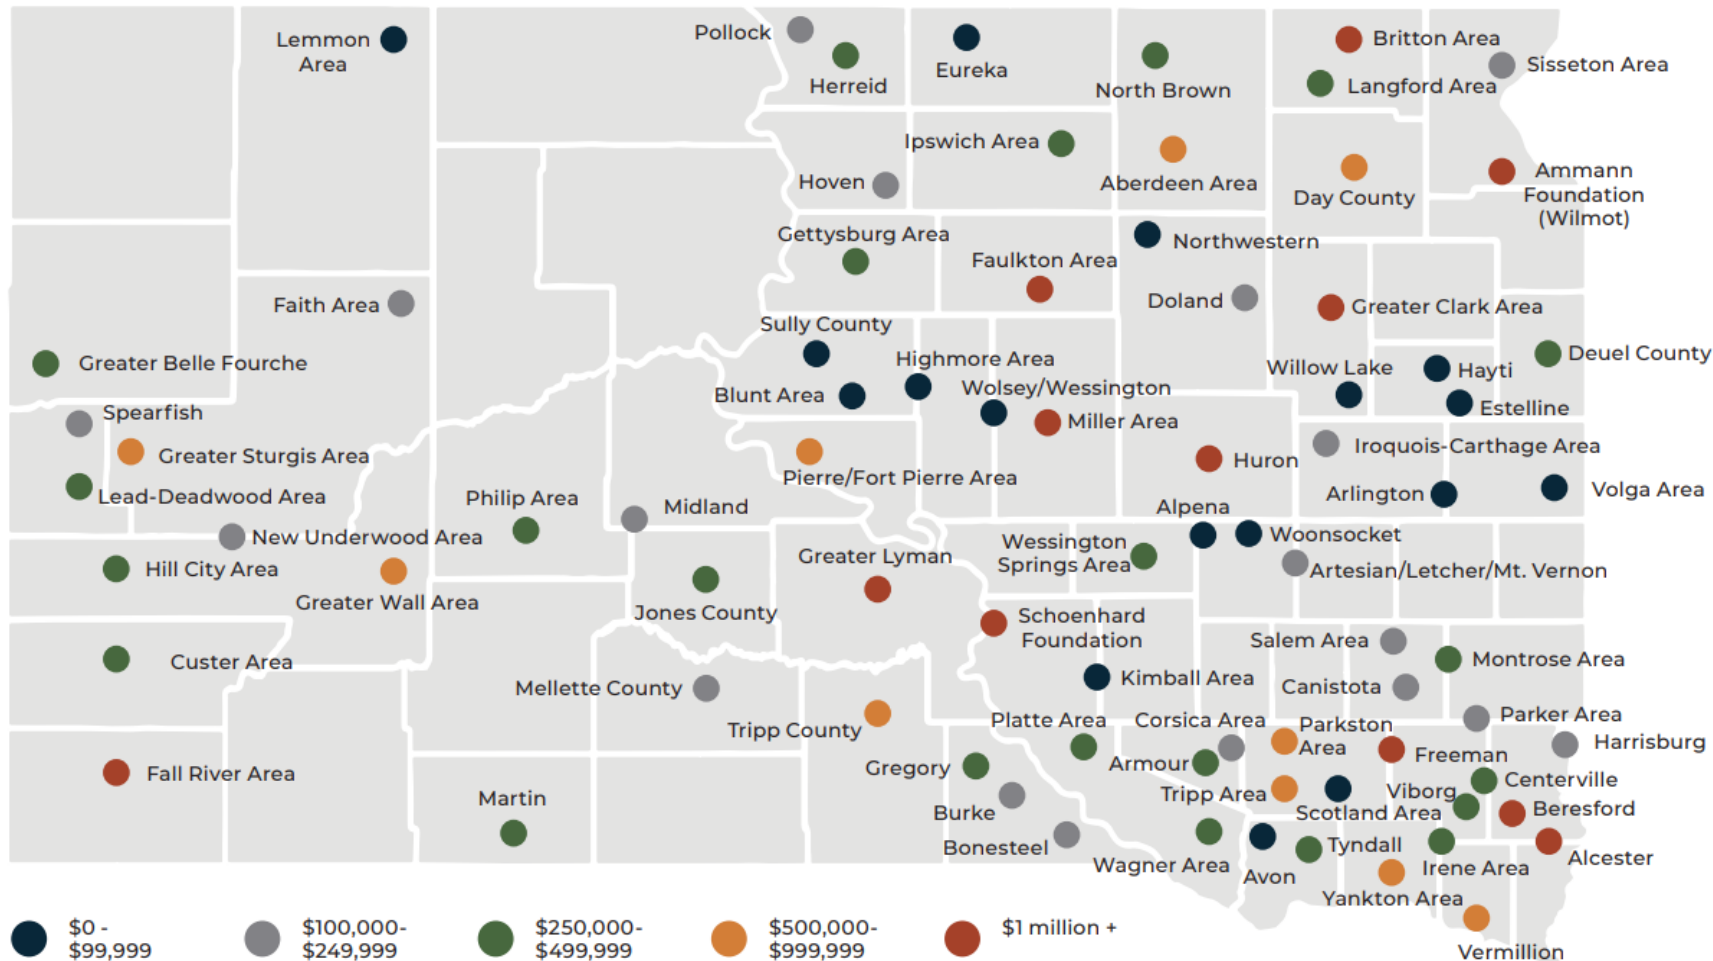 Lemmon
Area
Pollock
Herreid
Eureka
North Brown
Britton Area
Langford Area
Sisseton Area
Ipswich Area
Hoven
Aberdeen Area
Day County
Ammann
Foundation
(Wilmot)
Gettysburg Area
Faulkton Area
Northwestern
Faith Area
Doland
Greater Clark Area
Sully County
Greater Belle Fourche
Highmore Area
Willow Lake
Hayti
Deuel County
Blunt Area
Wolsey/Wessington
Estelline
Spearfish
Miller Area
Greater Sturgis Area
Huron
Iroquois-Carthage Area
Pierre/Fort Pierre Area
Lead-Deadwood Area
Philip Area
Midland
Alpena
Arlington
Volga Area
New Underwood Area
Woonsocket
Wessington
Springs Area
Hill City Area
Greater Wall Area
Greater Lyman
Artesian/Letcher/Mt. Vernon
Jones County
Schoenhard
Foundation
Salem Area
Custer Area
Montrose Area
Mellette County
Kimball Area
Canistota
Tripp County
Platte Area
Corsica Area
Parkston
Area
Parker Area
Harrisburg
Freeman
Fall River Area
Gregory
Armour
Centerville
Martin
Tripp Area
Viborg
Burke
Scotland Area
Beresford
Bonesteel
Tyndall
Wagner Area
Avon
Irene Area
Alcester
Yankton Area
Vermillion
$0 -
$99,999
$100,000-
$249,999
$250,000-
$499,999
$500,000-
$999,999
$1 million +